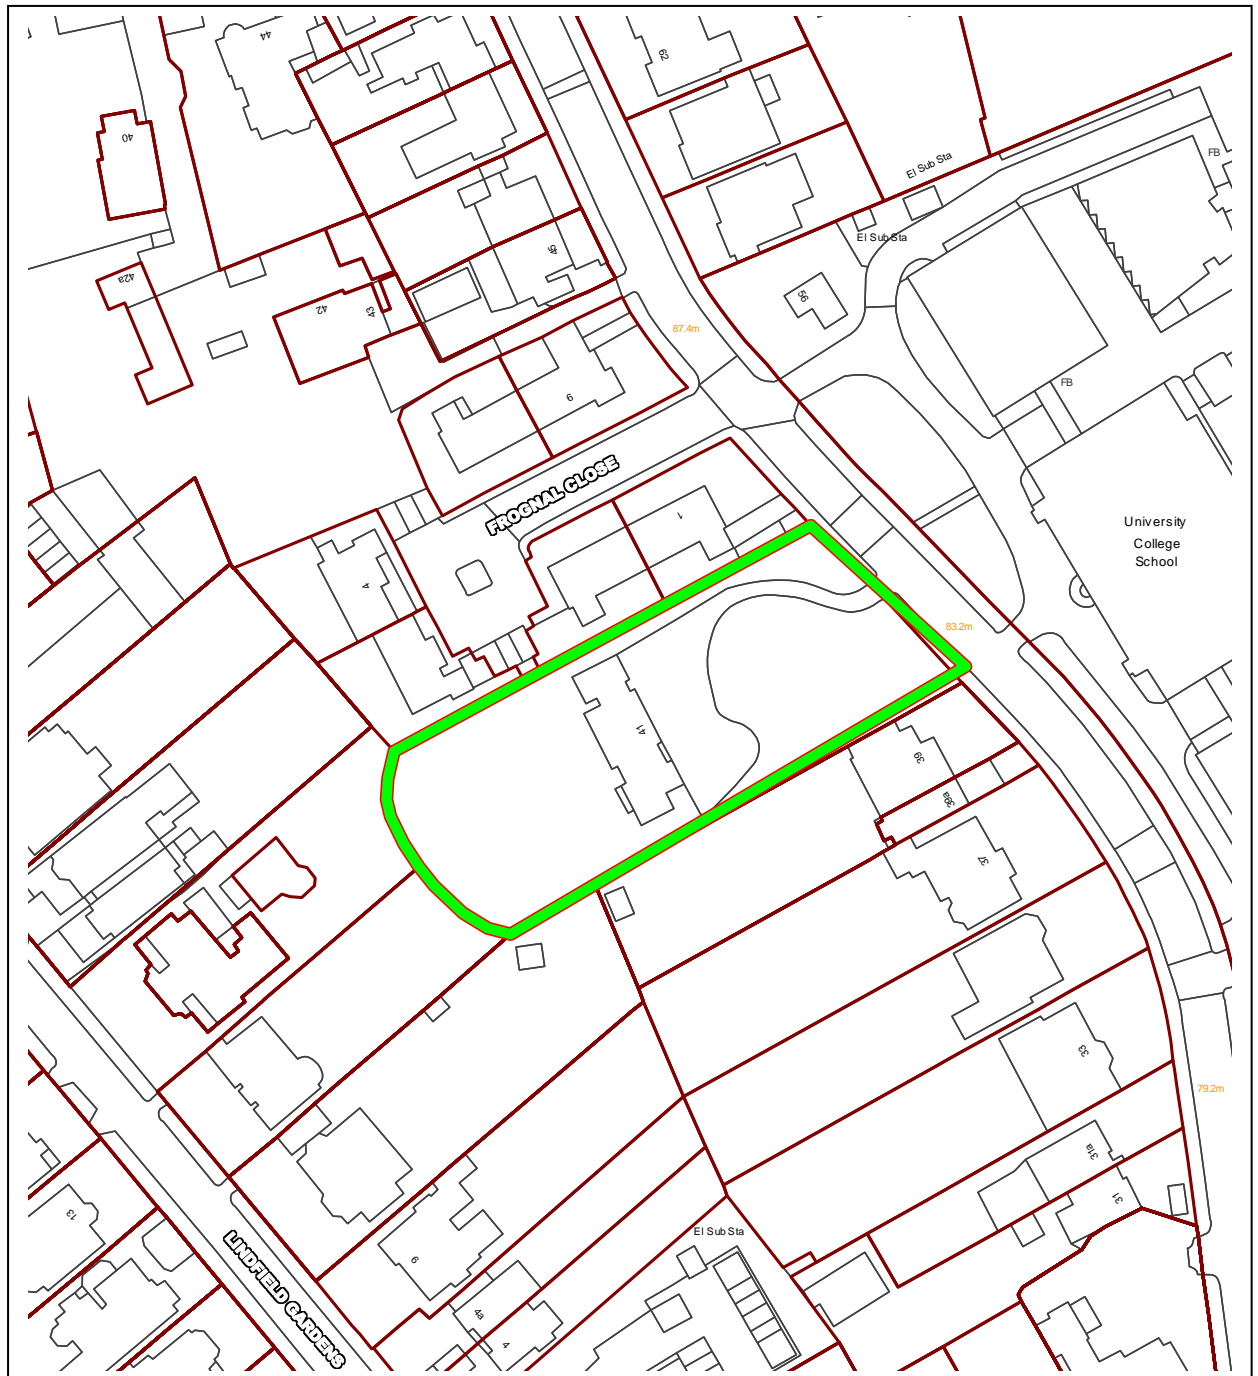 44
62
40
El Sub Sta
FB
El Sub Sta
45
42a
56
42
43
87.4m
FB
6
FROGNAL CLOSE
1
University
College
School
4
83.2m
41
39
39a
37
33
79.2m
31a
31
13
El Sub Sta
LINDFIELD GARDENS
9
4a
4